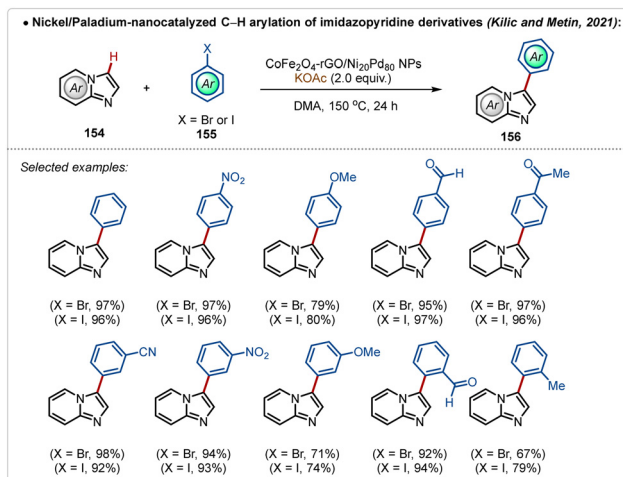 • Nickel/Paladium-nanocatalyzed C–H arylation of imidazopyridine derivatives (Kilic and Metin, 2021):
H
Ar
N
N
154
+
X
Ar
X = Br or I
155
CoFe2O4-rGO/Ni20Pd80 NPs
KOAc (2.0 equiv.)
DMA, 150 °C, 24 h
Ar
Ar
N
N
156
Selected examples:
N
N
(X = Br, 97%)
(X = I, 96%)
NO2
N
N
(X = Br, 97%)
(X = I, 96%)
OMe
N
N
(X = Br, 79%)
(X = I, 80%)
O
H
N
N
(X = Br, 95%)
(X = I, 97%)
O
Me
N
N
(X = Br, 97%)
(X = I, 96%)
CN
N
N
(X = Br, 98%)
(X = I, 92%)
NO2
N
N
(X = Br, 94%)
(X = I, 93%)
OMe
N
N
(X = Br, 71%)
(X = I, 74%)
O
H
N
N
(X = Br, 92%)
(X = I, 94%)
Me
N
N
(X = Br, 67%)
(X = I, 79%)